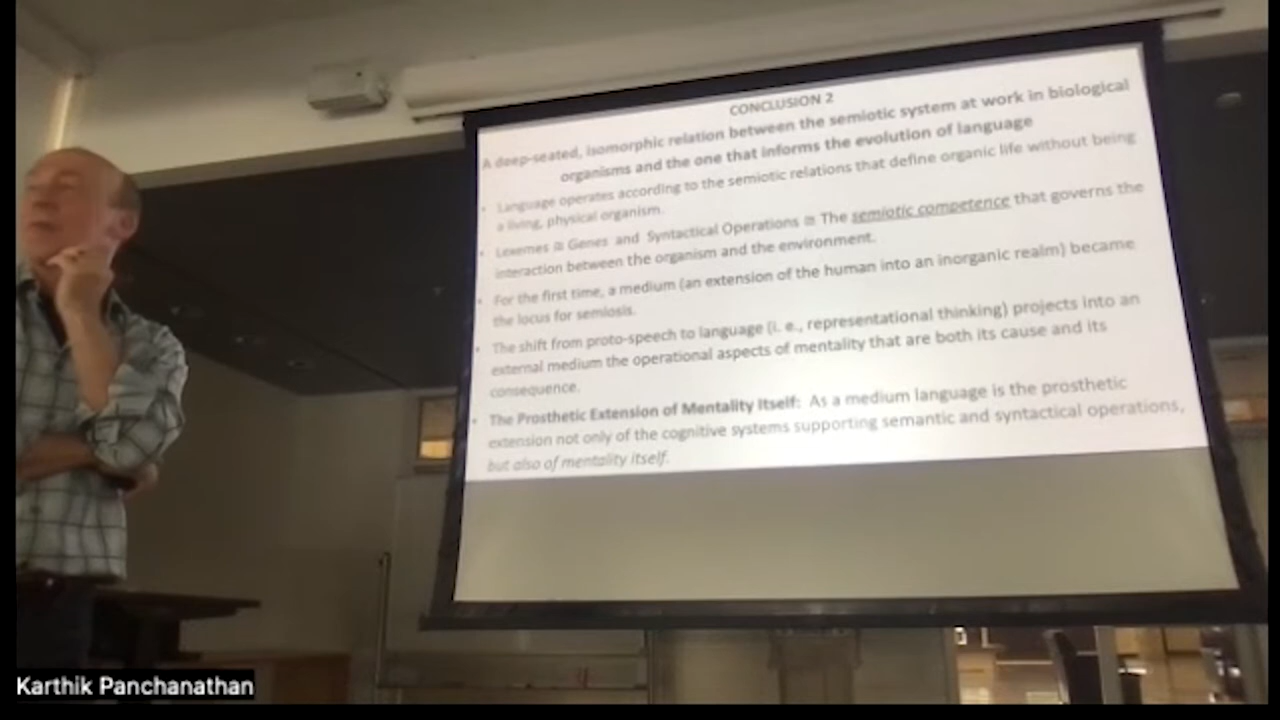 CONCLUSION 2
A deep-seated, isomorphic relation between the semiotic system at work in biological
organisms and the one that informs the evolution of language
• Language operates according to the semiotic relations that define organic life without being
a living, physical organism.
• Lexemes ≅ Genes and Syntactical Operations ≅ The semiotic competence that governs the
interaction between the organism and the environment.
• For the first time, a medium (an extension of the human into an inorganic realm) became
the locus for semiosis.
• The shift from proto-speech to language (i. e., representational thinking) projects into an
external medium the operational aspects of mentality that are both its cause and its
consequence.
• The Prosthetic Extension of Mentality Itself: As a medium language is the prosthetic
extension not only of the cognitive systems supporting semantic and syntactical operations,
but also of mentality itself.
Karthik Panchanathan